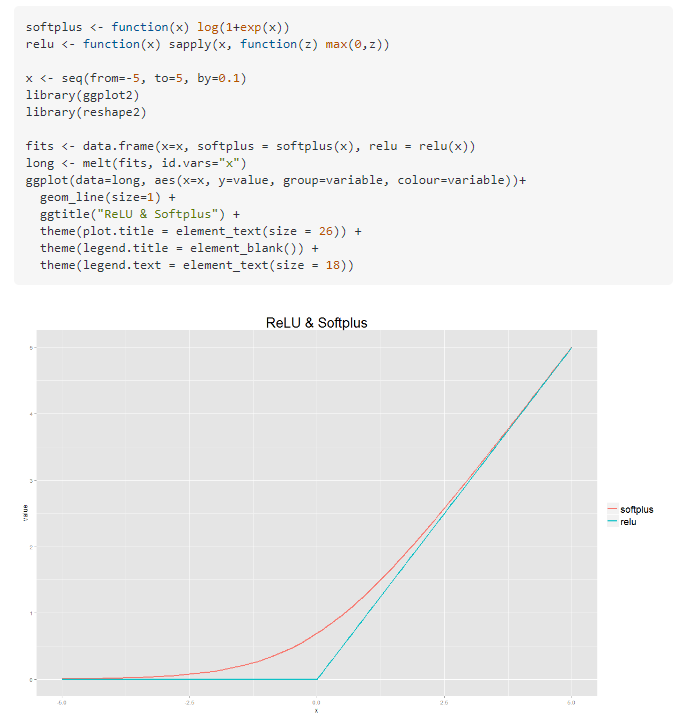 softplus <- function(x) log(1+exp(x))
relu <- function(x) sapply(x, function(z) max(0,z))
x <- seq(from=-5, to=5, by=0.1)
library(ggplot2)
library(reshape2)
fits <- data.frame(x=x, softplus = softplus(x), relu = relu(x))
long <- melt(fits, id.vars="x")
ggplot(data=long, aes(x=x, y=value, group=variable, colour=variable))+
  geom_line(size=1) +
  ggtitle("ReLU & Softplus") +
  theme(plot.title = element_text(size = 26)) +
  theme(legend.title = element_blank()) +
  theme(legend.text = element_text(size = 18))
ReLU & Softplus
5
4
3
2
1
0
value
softplus
relu
-5.0 -2.5 0.0 2.5 5.0
x